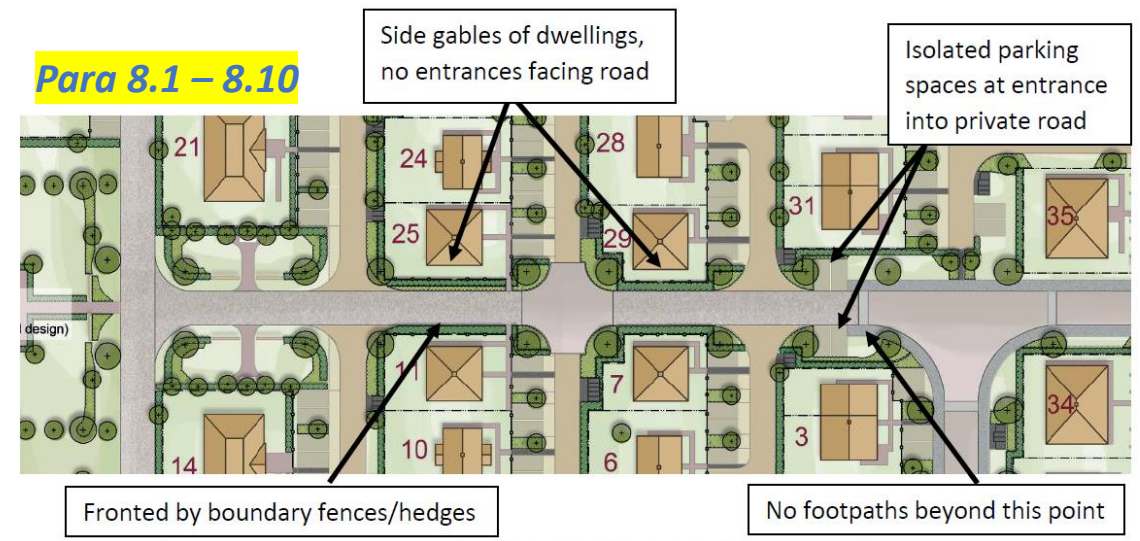 Para 8.1 – 8.10
Side gables of dwellings,
no entrances facing road
Isolated parking
spaces at entrance
into private road
21
24
28
25
29
31
35
l design)
11
7
14
10
6
3
34
Fronted by boundary fences/hedges
No footpaths beyond this point